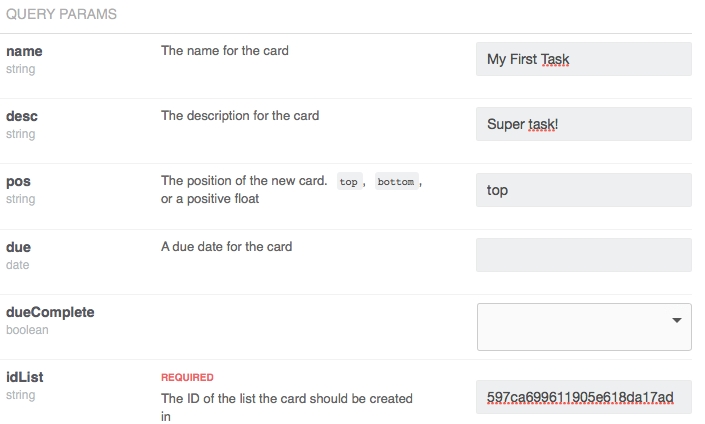 QUERY PARAMS
name The name for the card My First Task
string
desc The description for the card Super task!
string
pos The position of the new card. top , bottom , top
string or a positive float
due A due date for the card
date
dueComplete
boolean
idList REQUIRED
string The ID of the list the card should be created 597ca699611905e618da17ad
in